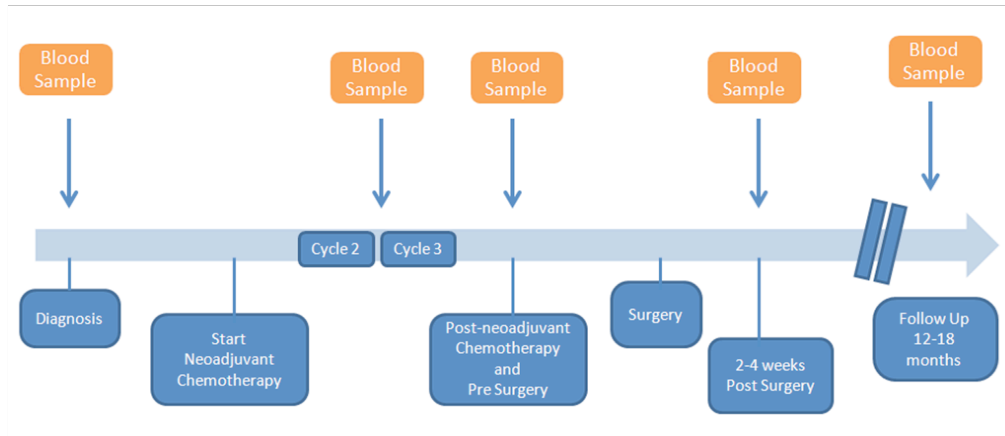 Blood
Sample
Blood
Sample
Blood
Sample
Blood
Sample
Blood
Sample
Cycle 2
Cycle 3
Diagnosis
Start
Neoadjuvant
Chemotherapy
Post-neoadjuvant
Chemotherapy
and
Pre Surgery
Surgery
2-4 weeks
Post Surgery
Follow Up
12-18
months